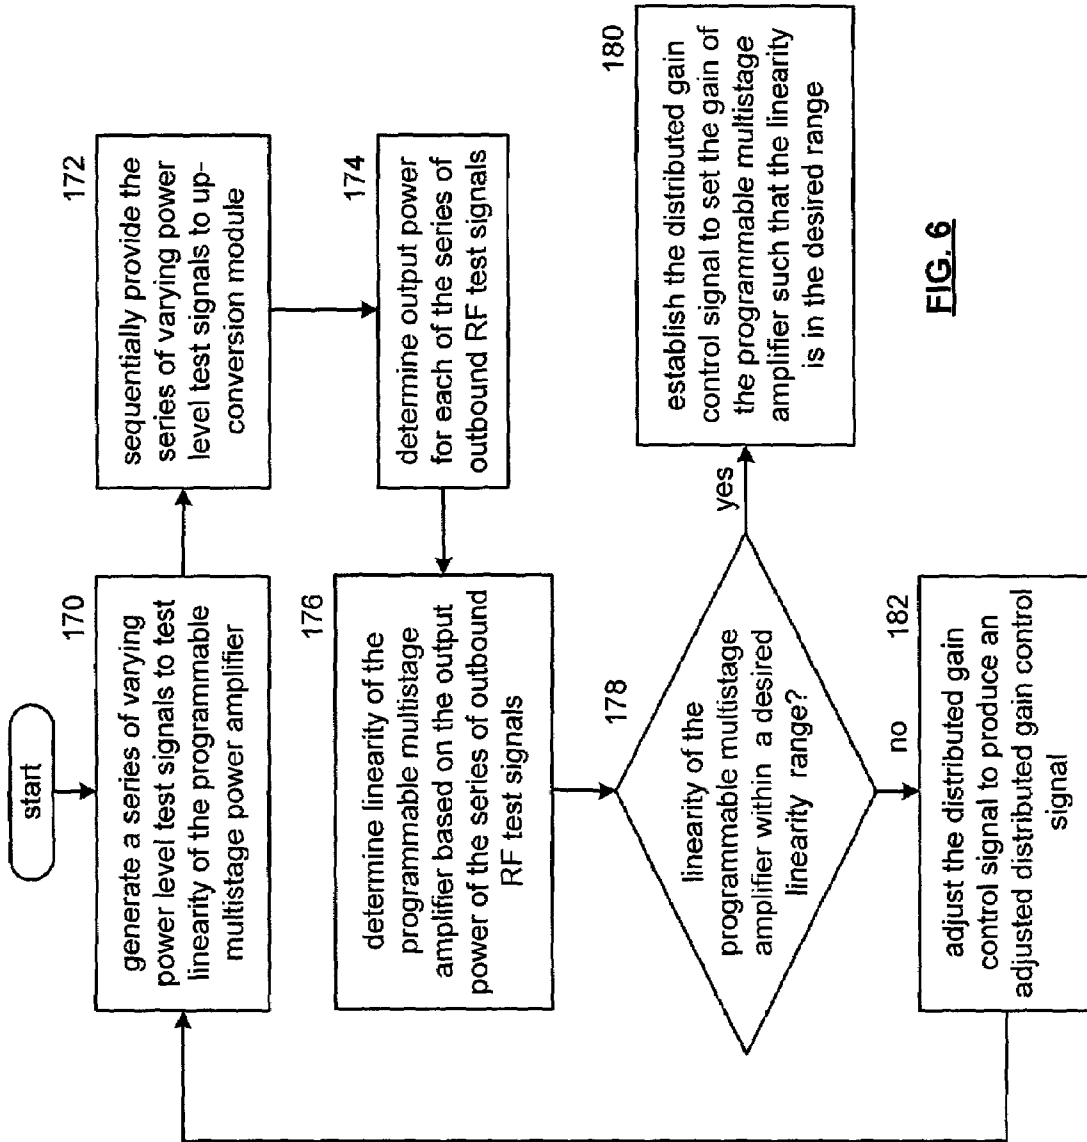 start
170
generate a series of varying
power level test signals to test
linearity of the programmable
multistage power amplifier
172
sequentially provide the
series of varying power
level test signals to up-
conversion module
174
determine output power
for each of the series of
outbound RF test signals
176
determine linearity of the
programmable multistage
amplifier based on the output
power of the series of outbound
RF test signals
178
linearity of the
programmable multistage
amplifier within a desired
linearity range?
yes
180
establish the distributed gain
control signal to set the gain of
the programmable multistage
amplifier such that the linearity
is in the desired range
no
182
adjust the distributed gain
control signal to produce an
adjusted distributed gain control
signal
FIG. 6